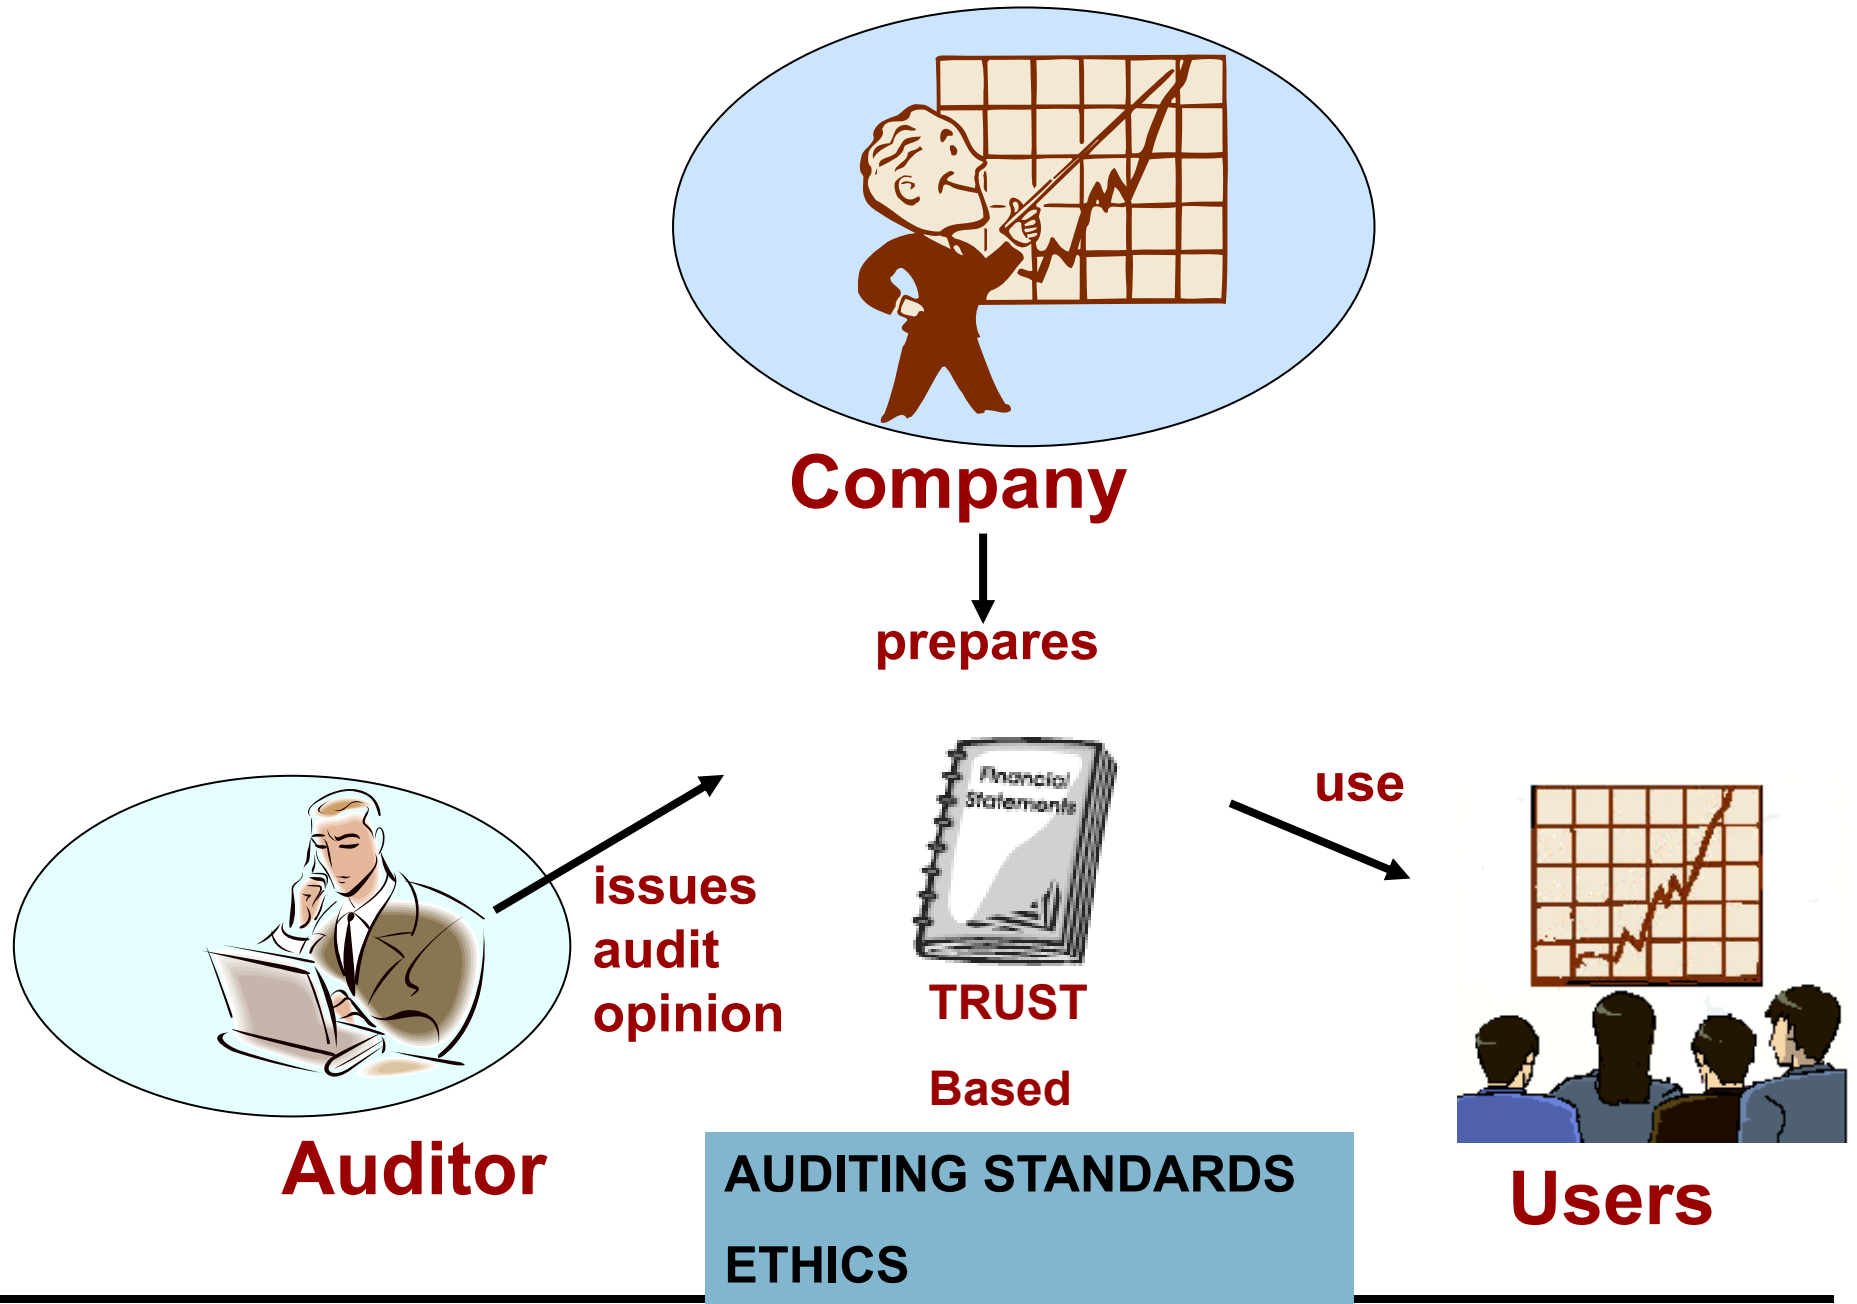 Company
prepares
Financial
Statements
use
issues
audit
opinion
TRUST
Based
Auditor
AUDITING STANDARDS
ETHICS
Users